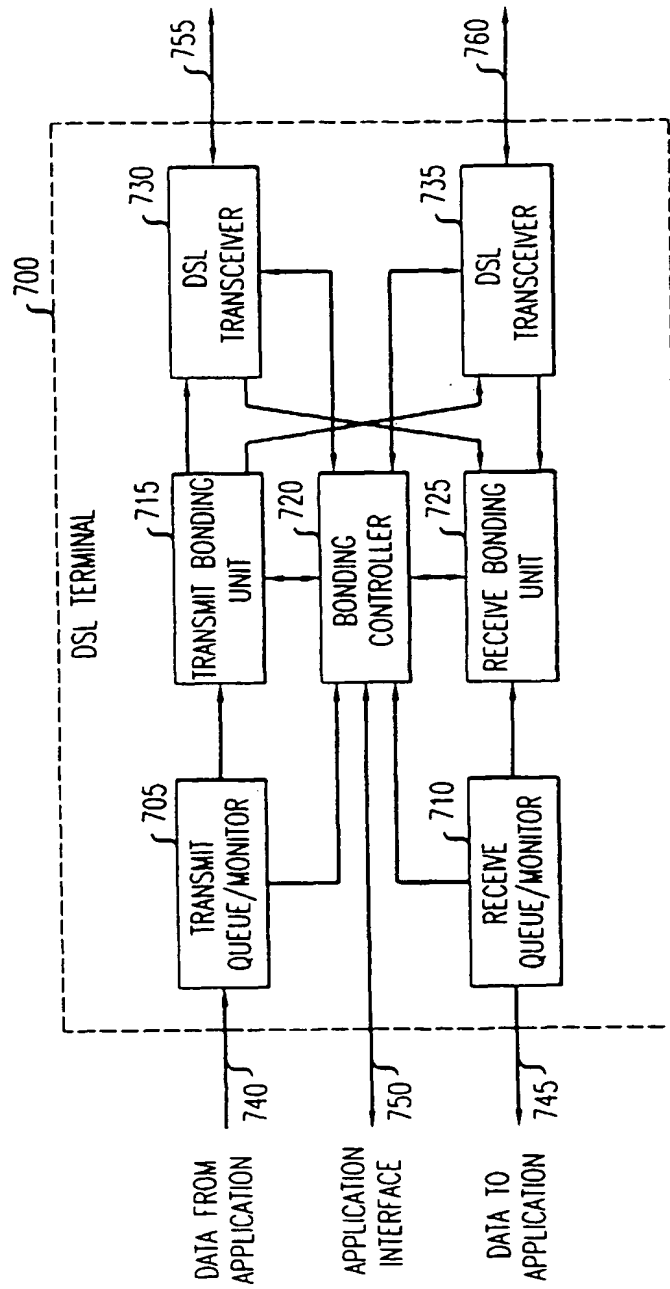 700
DSL TERMINAL
DATA FROM
APPLICATION
740
705
TRANSMIT
QUEUE/MONITOR
715
TRANSMIT BONDING
UNIT
730
DSL
TRANSCEIVER
755
APPLICATION
INTERFACE
750
720
BONDING
CONTROLLER
DATA TO
APPLICATION
745
710
RECEIVE
QUEUE/MONITOR
725
RECEIVE BONDING
UNIT
735
DSL
TRANSCEIVER
760